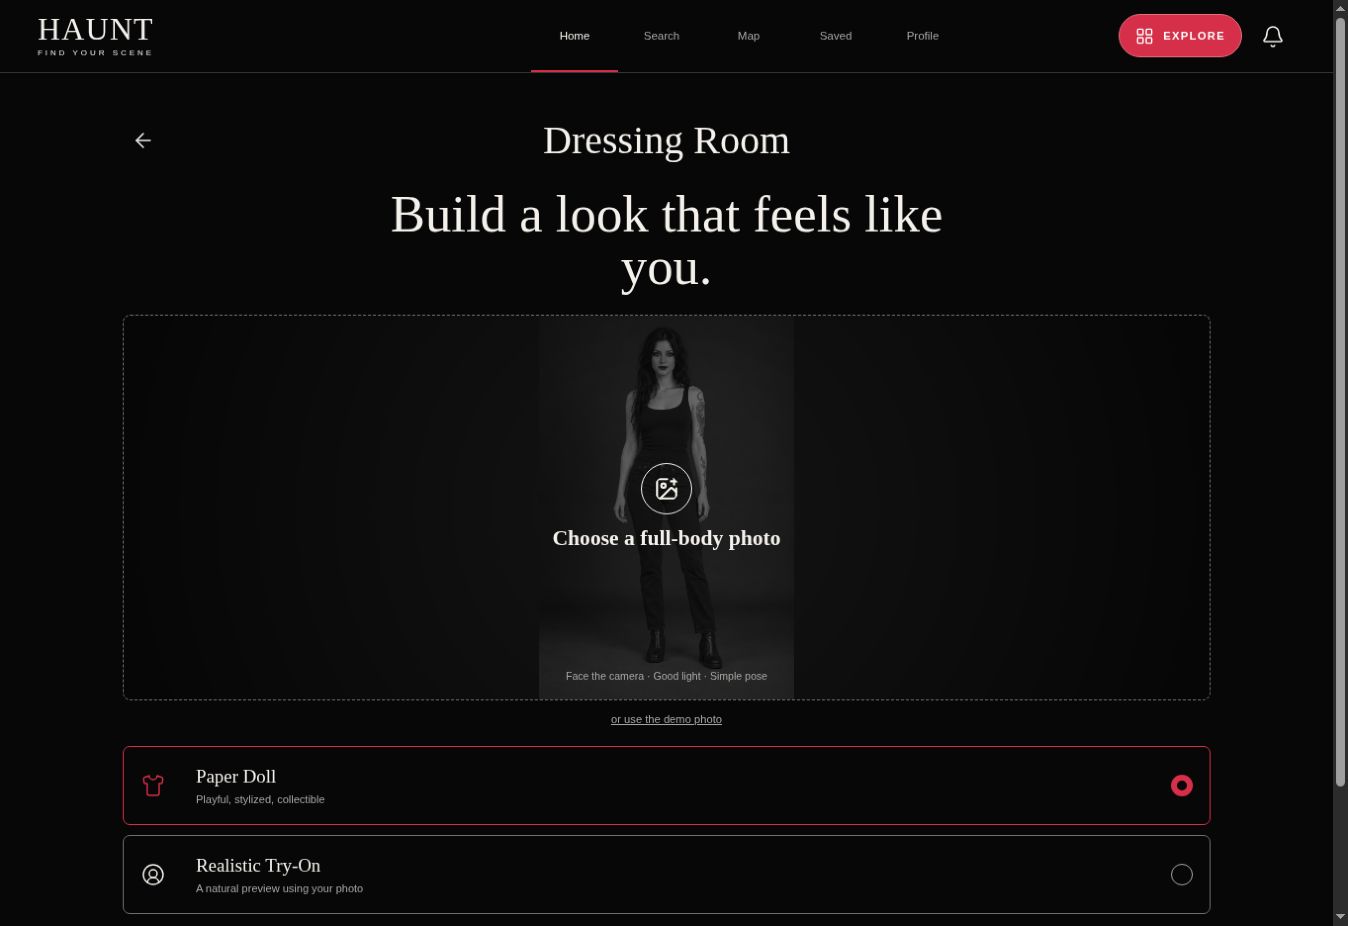 HAUNT
FIND YOUR SCENE
Home
Search
Map
Saved
Profile
EXPLORE
Dressing Room
Build a look that feels like
you.
Choose a full-body photo
Face the camera · Good light · Simple pose
or use the demo photo
Paper Doll
Playful, stylized, collectible
Realistic Try-On
A natural preview using your photo